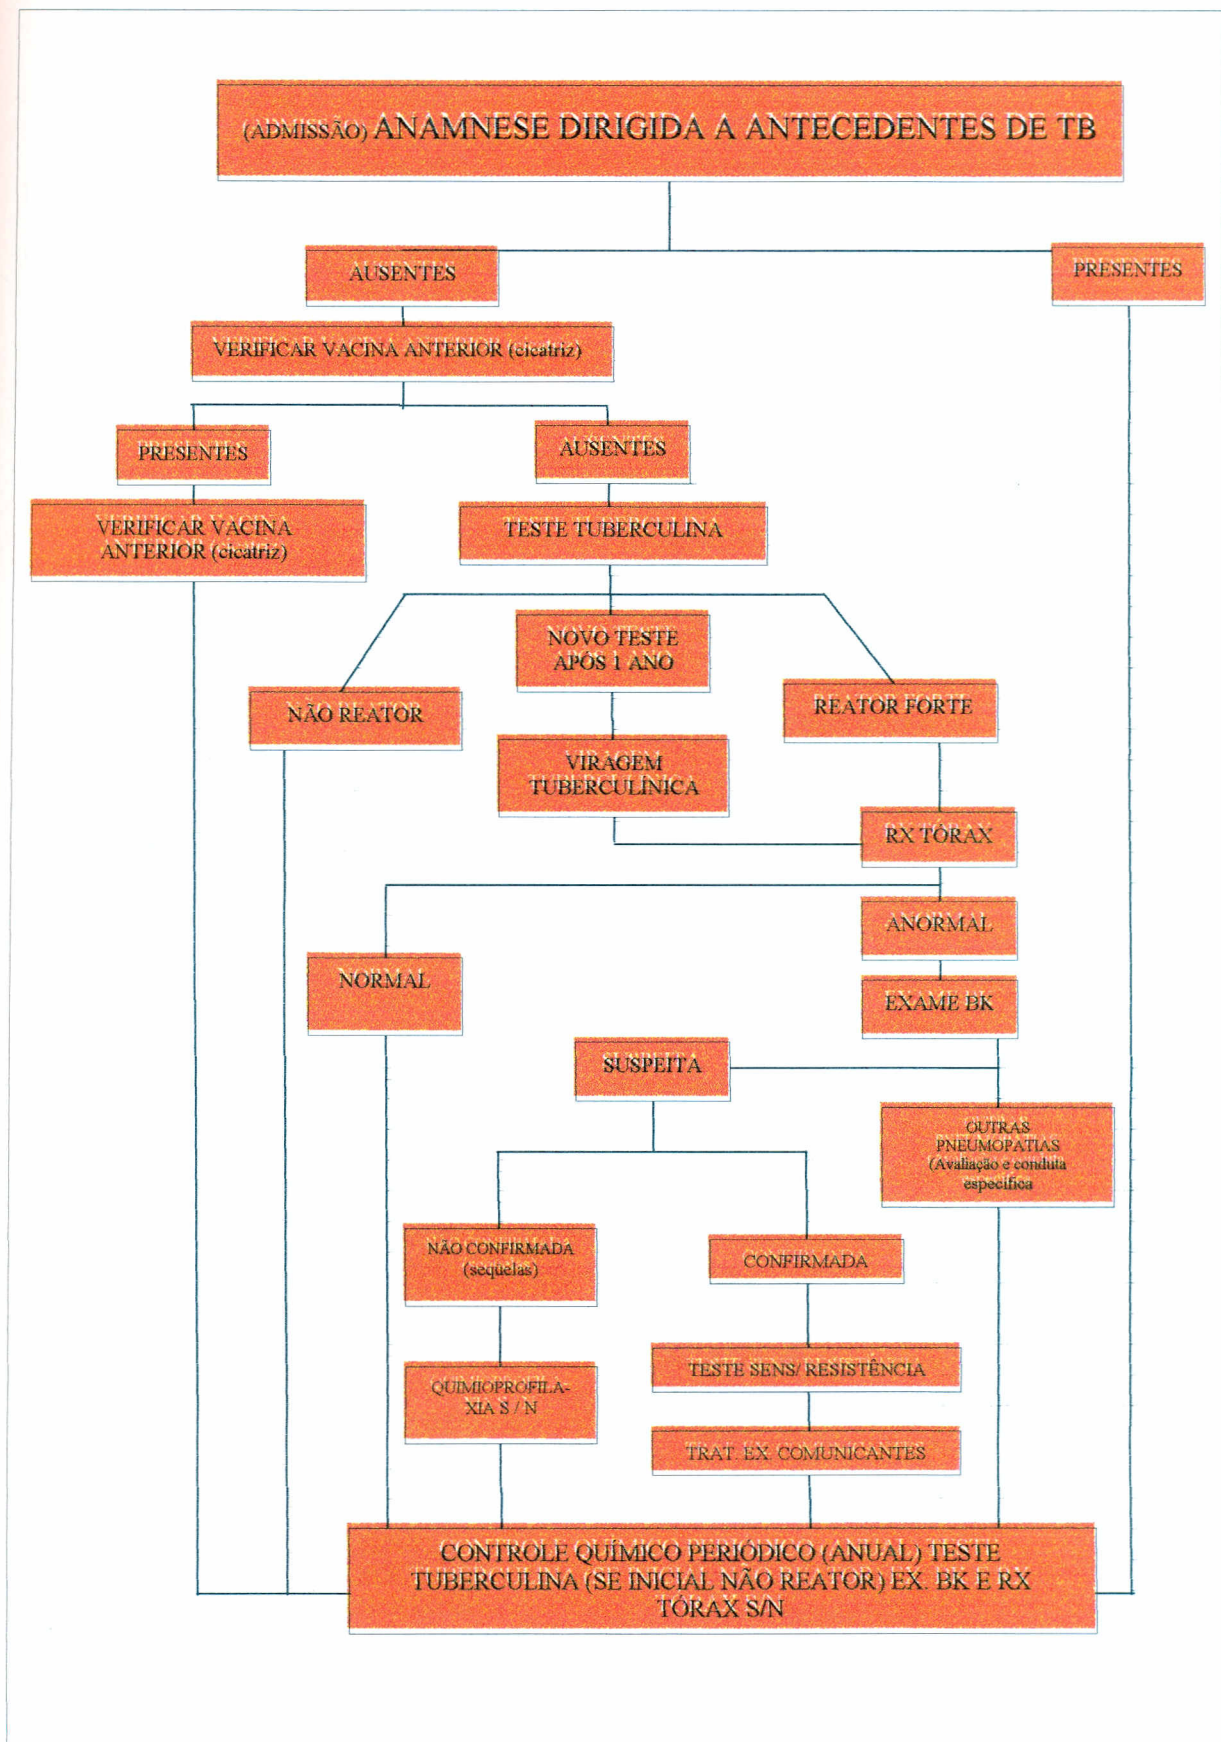 (ADMISSÃO) ANAMNESE DIRIGIDA A ANTECEDENTES DE TB
AUSENTES
PRESENTES
VERIFICAR VACINA ANTERIOR (cicatriz)
PRESENTES
AUSENTES
VERIFICAR VACINA
ANTERIOR (cicatriz)
TESTE TUBERCULINA
NOVO TESTE
APÓS 1 ANO
NÃO REATOR
REATOR FORTE
VIRAGEM
TUBERCULÍNICA
RX TÓRAX
ANORMAL
NORMAL
EXAME BK
SUSPEITA
OUTRAS
PNEUMOPATIAS
(Avaliação e conduta
específica
NÃO CONFIRMADA
(seqüelas)
CONFIRMADA
TESTE SENS/ RESISTÊNCIA
QUIMIOPROFILA-
XIA S / N
TRAT. EX. COMUNICANTES
CONTROLE QUÍMICO PERIÓDICO (ANUAL) TESTE
TUBERCULINA (SE INICIAL NÃO REATOR) EX. BK E RX
TÓRAX S/N